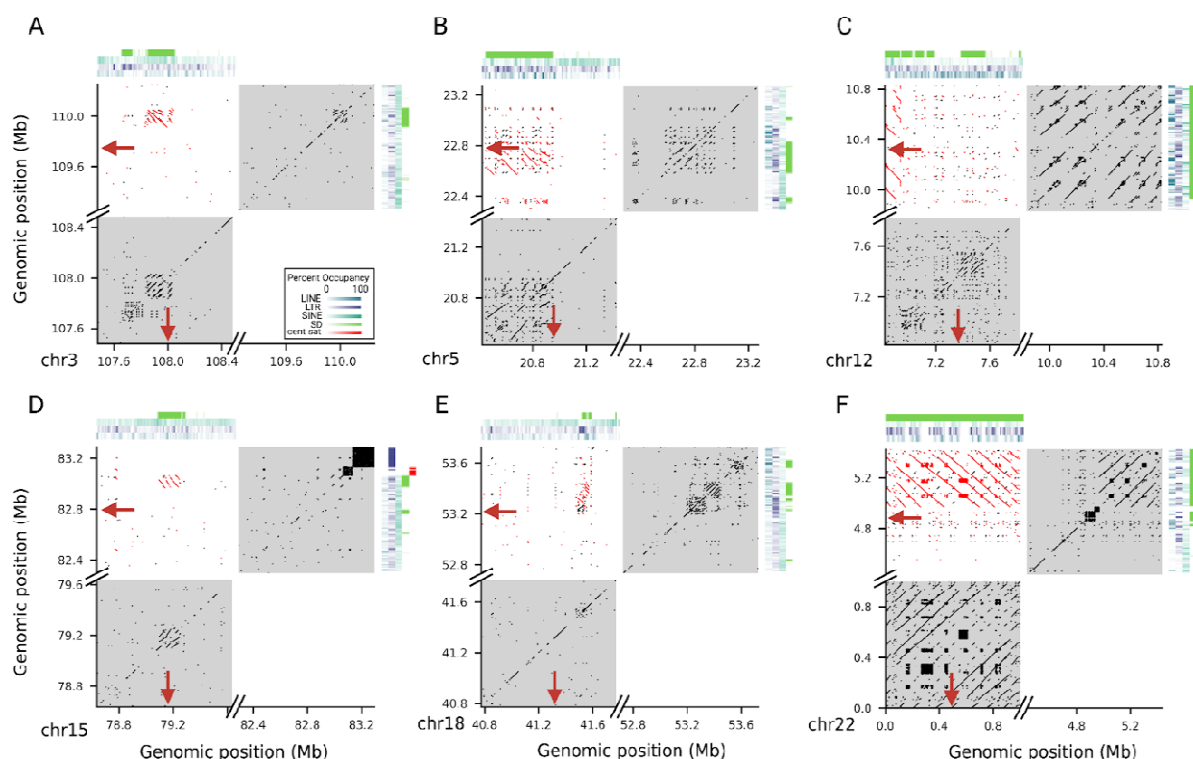 A
B
C
Genomic position (Mb)
110.0
109.6
108.4
108.0
107.6
chr3
107.6 108.0 108.4 109.5 110.0
Percent Occupancy
0 100
LINE
LTR
SINE
SD
cent sat
23.2
22.8
22.4
21.2
20.8
chr5
20.8 21.2 22.4 22.8 23.2
10.8
10.4
10.0
7.6
7.2
chr12
7.2 7.6 10.0 10.4 10.8
D
E
F
Genomic position (Mb)
83.2
82.8
82.4
79.6
79.2
78.8
chr15
78.8 79.2 82.4 82.8 83.2
Genomic position (Mb)
53.6
53.2
52.8
41.6
41.2
40.8
chr18
40.8 41.2 41.6 52.8 53.2 53.6
Genomic position (Mb)
5.2
4.8
0.8
0.4
0.0
chr22
0.0 0.4 0.8 4.8 5.2
Genomic position (Mb)